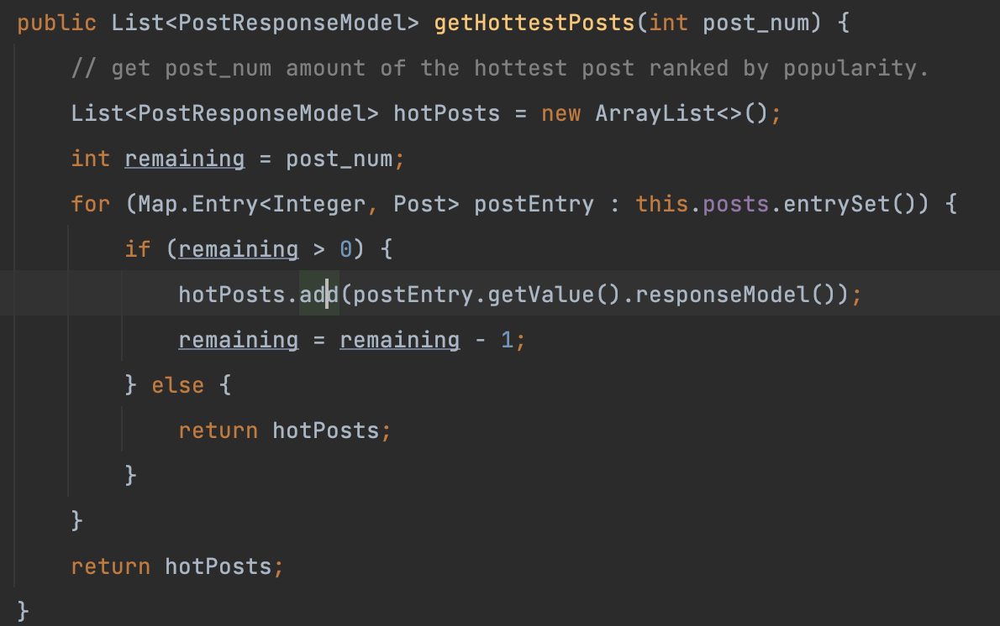 public List<PostResponseModel> getHottestPosts(int post_num) {
// get post_num amount of the hottest post ranked by popularity.
List<PostResponseModel> hotPosts = new ArrayList<>();
int remaining = post_num;
for (Map.Entry<Integer, Post> postEntry : this.posts.entrySet()) {
if (remaining > 0) {
hotPosts.add(postEntry.getValue().responseModel());
remaining = remaining - 1;
} else {
return hotPosts;
}
}
return hotPosts;
}